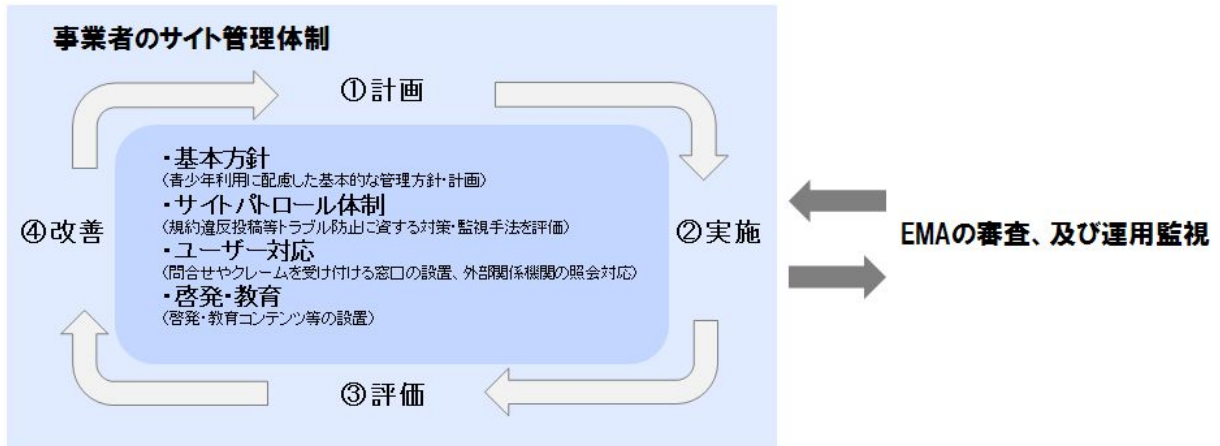 事業者のサイト管理体制
①計画
・基本方針
(青少年利用に配慮した基本的な管理方針・計画)
・サイトパトロール体制
(規約違反投稿等トラブル防止に資する対策・監視手法を評価)
・ユーザー対応
(問合せやクレームを受け付ける窓口の設置、外部関係機関の照会対応)
・啓発・教育
(啓発・教育コンテンツ等の設置)
④改善
②実施
③評価
EMAの審査、及び運用監視